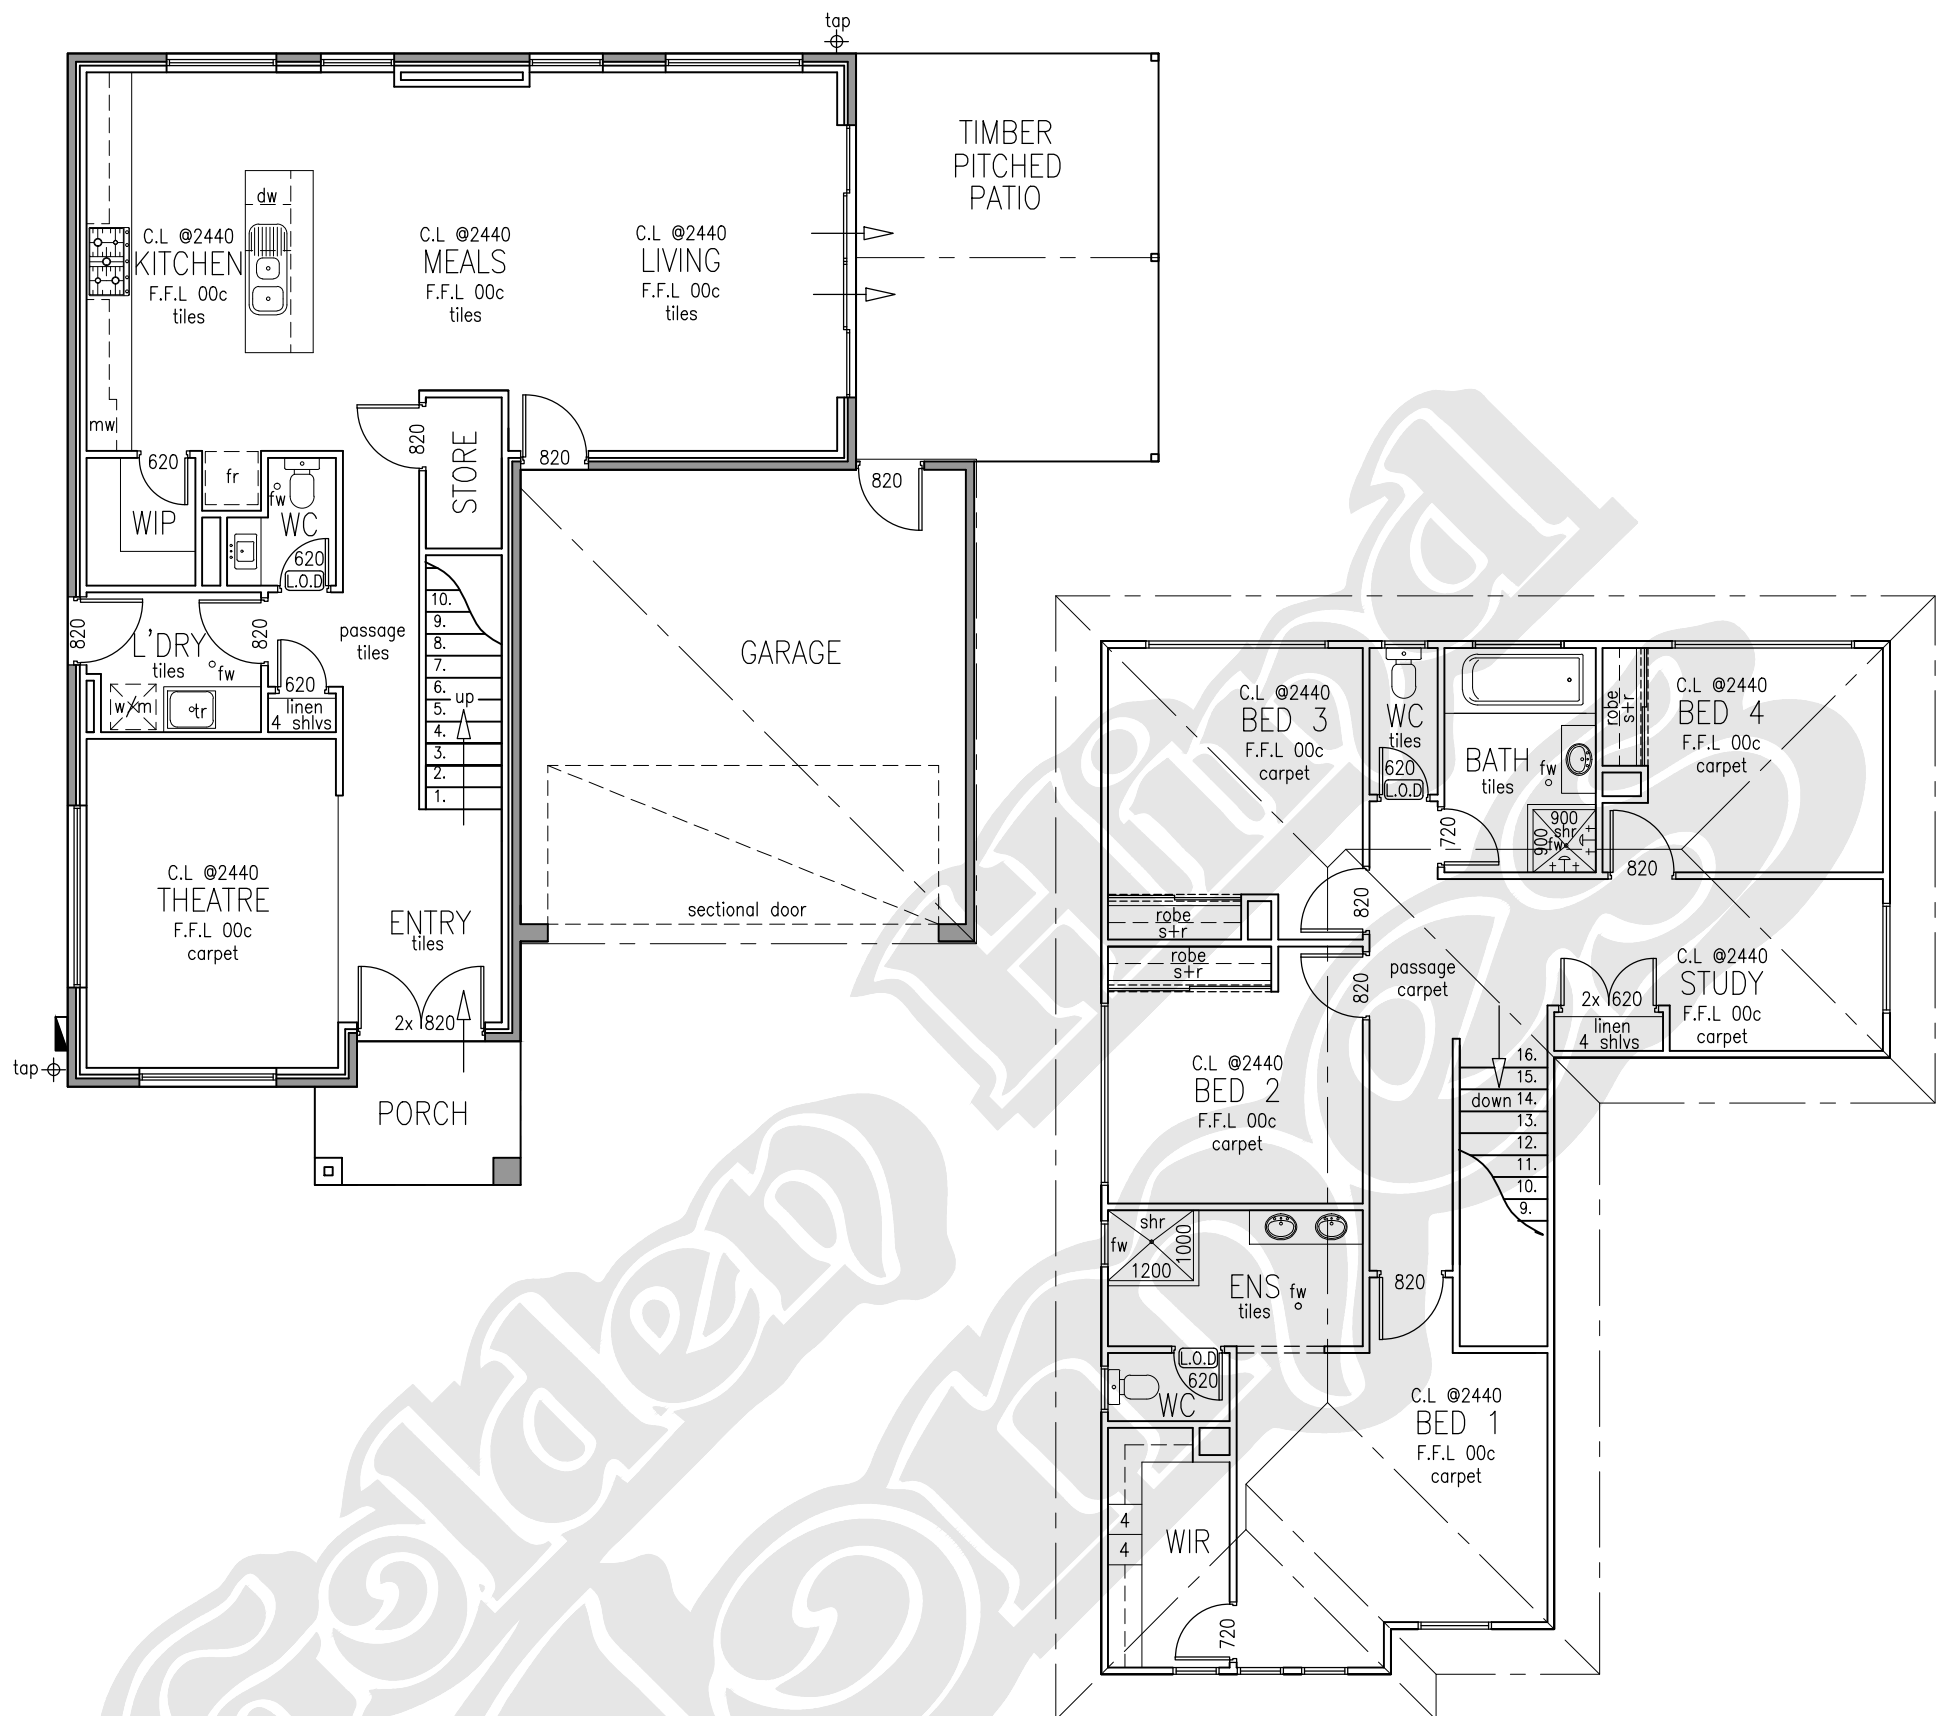 tap
TIMBER
PITCHED
PATIO
dw
C.L @2440
KITCHEN
F.F.L 00c
tiles
C.L @2440
MEALS
F.F.L 00c
tiles
C.L @2440
LIVING
F.F.L 00c
tiles
mw
620
fr
fw
WC
WIP
620
L.O.D
820
STORE
820
820
820
L'DRY
tiles
fw
820
w/m
tr
620
linen
4 shlvs
passage
tiles
10.
9.
8.
7.
6.
up
5.
4.
3.
2.
1.
GARAGE
sectional door
C.L @2440
THEATRE
F.F.L 00c
carpet
ENTRY
tiles
2x 820
tap
PORCH
C.L @2440
BED 3
F.F.L 00c
carpet
WC
tiles
620
L.O.D
BATH
tiles
fw
720
900
shr
900
fw
robe
s+r
C.L @2440
BED 4
F.F.L 00c
carpet
820
robe
s+r
820
robe
s+r
820
passage
carpet
C.L @2440
STUDY
F.F.L 00c
carpet
2x 620
linen
4 shlvs
C.L @2440
BED 2
F.F.L 00c
carpet
16.
15.
down 14.
13.
12.
11.
10.
9.
shr
fw
1000
1200
ENS
tiles
fw
820
L.O.D
620
WC
C.L @2440
BED 1
F.F.L 00c
carpet
4
4
WIR
720
Golden Hind
Homes